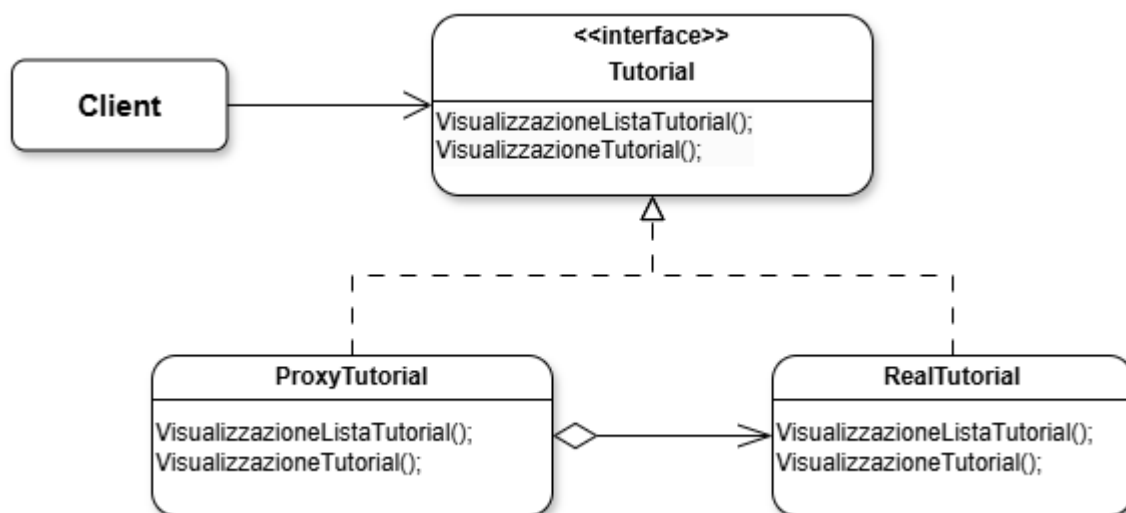 Client
<<interface>>
Tutorial
VisualizzazioneListaTutorial();
VisualizzazioneTutorial();
ProxyTutorial
VisualizzazioneListaTutorial();
VisualizzazioneTutorial();
RealTutorial
VisualizzazioneListaTutorial();
VisualizzazioneTutorial();